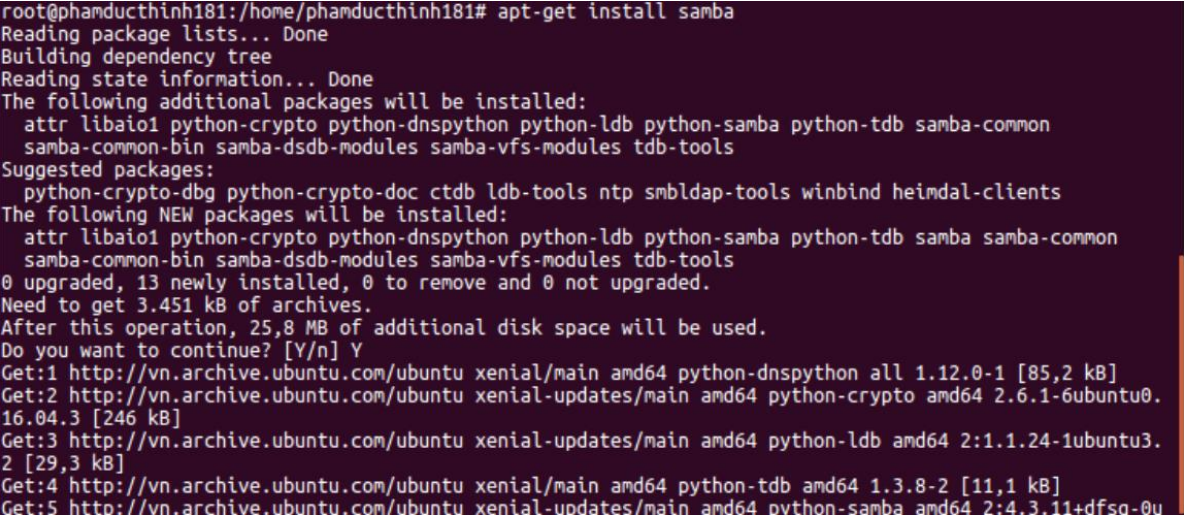 root@phamducthinh181:/home/phamducthinh181# apt-get install samba
Reading package lists... Done
Building dependency tree
Reading state information... Done
The following additional packages will be installed:
  attr libaio1 python-crypto python-dnspython python-ldb python-samba python-tdb samba-common
  samba-common-bin samba-dsdb-modules samba-vfs-modules tdb-tools
Suggested packages:
  python-crypto-dbg python-crypto-doc ctdb ldb-tools ntp smbldap-tools winbind heimdal-clients
The following NEW packages will be installed:
  attr libaio1 python-crypto python-dnspython python-ldb python-samba python-tdb samba samba-common
  samba-common-bin samba-dsdb-modules samba-vfs-modules tdb-tools
0 upgraded, 13 newly installed, 0 to remove and 0 not upgraded.
Need to get 3.451 kB of archives.
After this operation, 25,8 MB of additional disk space will be used.
Do you want to continue? [Y/n] Y
Get:1 http://vn.archive.ubuntu.com/ubuntu xenial/main amd64 python-dnspython all 1.12.0-1 [85,2 kB]
Get:2 http://vn.archive.ubuntu.com/ubuntu xenial-updates/main amd64 python-crypto amd64 2.6.1-6ubuntu0.
16.04.3 [246 kB]
Get:3 http://vn.archive.ubuntu.com/ubuntu xenial-updates/main amd64 python-ldb amd64 2:1.1.24-1ubuntu3.
2 [29,3 kB]
Get:4 http://vn.archive.ubuntu.com/ubuntu xenial/main amd64 python-tdb amd64 1.3.8-2 [11,1 kB]
Get:5 http://vn.archive.ubuntu.com/ubuntu xenial-updates/main amd64 python-samba amd64 2:4.3.11+dfsg-0u